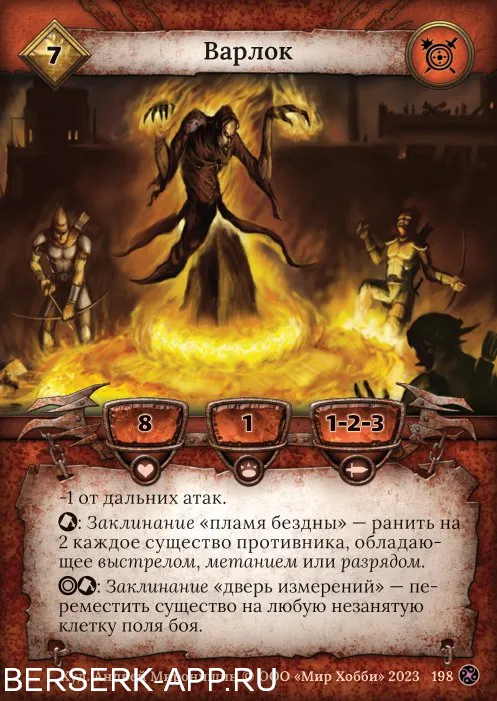 7
Варлок
8
1
1-2-3
-1 от дальних атак.
: Заклинание «пламя бездны» — ранить на
2 каждое существо противника, обладаю-
щее выстрелом, метанием или разрядом.
: Заклинание «дверь измерений» — пе-
реместить существо на любую незанятую
клетку поля боя.
ООО «Мир Хобби» 2023 198
BERSERK-APP.RU